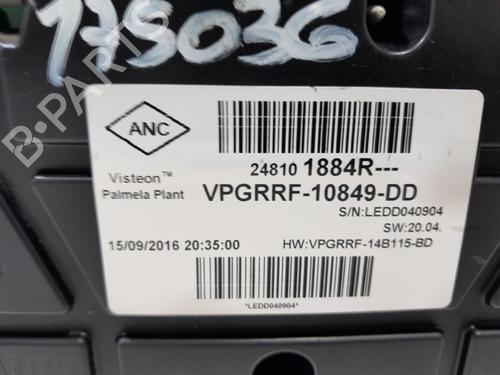 175036
ANC
Visteon™
Palmela Plant
24810 1884R---
VPGRRF-10849-DD
S/N:LEDD040904
SW:20.04.
15/09/2016 20:35:00
HW:VPGRRF-14B115-BD
*LEDD040904*
B-Parts